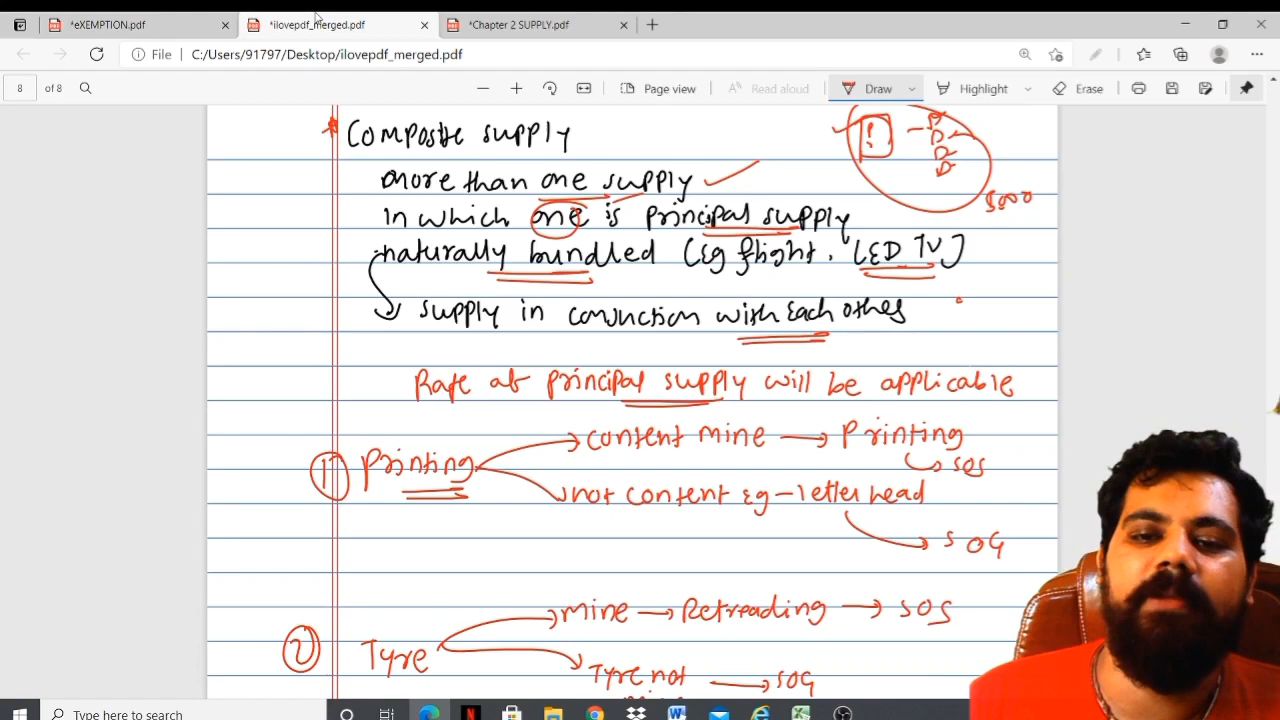 *eXEMPTION.pdf
*ilovepdf_merged.pdf
*Chapter 2 SUPPLY.pdf
File C:/Users/91797/Desktop/ilovepdf_merged.pdf
8 of 8
Page view
Read aloud
Draw
Highlight
Erase
Composite supply
more than one supply
in which one is principal supply
naturally bundled (Eg flight, LED TV)
5000
supply in conjunction with each other
Rate of principal supply will be applicable
1 Printing
content mine → Printing
SOS
not content Eg - letter head
SOG
2 Tyre
mine → Retreading → SOS
Tyre not → SOG
Type here to search